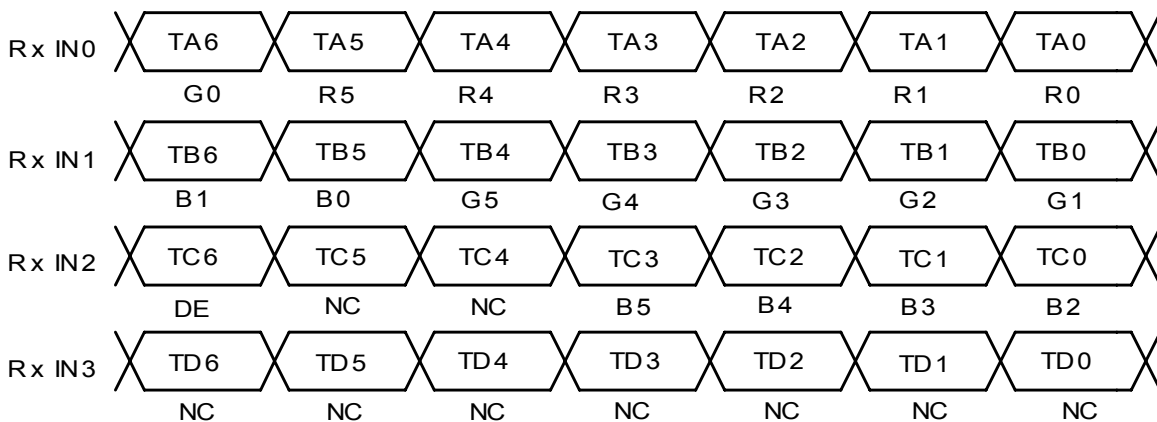 Rx IN0 TA6 TA5 TA4 TA3 TA2 TA1 TA0
G0 R5 R4 R3 R2 R1 R0
Rx IN1 TB6 TB5 TB4 TB3 TB2 TB1 TB0
B1 B0 G5 G4 G3 G2 G1
Rx IN2 TC6 TC5 TC4 TC3 TC2 TC1 TC0
DE NC NC B5 B4 B3 B2
Rx IN3 TD6 TD5 TD4 TD3 TD2 TD1 TD0
NC NC NC NC NC NC NC